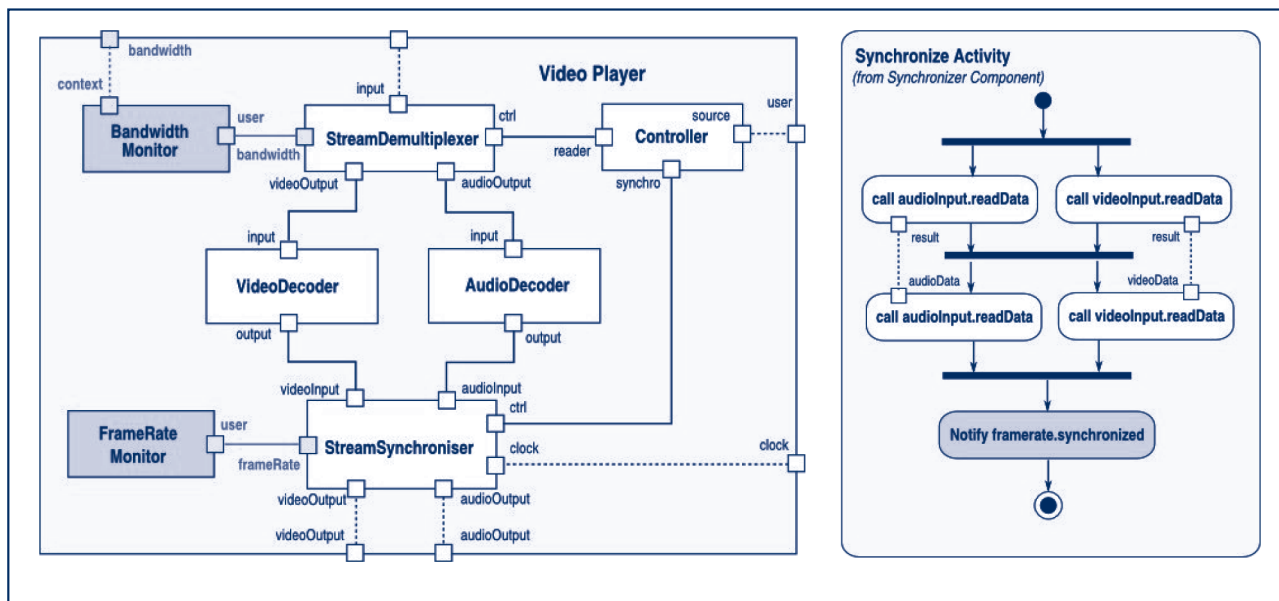 bandwidth
Video Player
context
input
user
Bandwidth
Monitor
user
bandwidth
StreamDemultiplexer
ctrl
reader
source
Controller
synchro
videoOutput
audioOutput
input
input
VideoDecoder
AudioDecoder
output
output
videoInput
audioInput
ctrl
FrameRate
Monitor
user
frameRate
StreamSynchroniser
clock
clock
videoOutput
audioOutput
videoOutput
audioOutput
Synchronize Activity
(from Synchronizer Component)
call audioInput.readData
call videoInput.readData
result
result
audioData
videoData
call audioInput.readData
call videoInput.readData
Notify framerate.synchronized